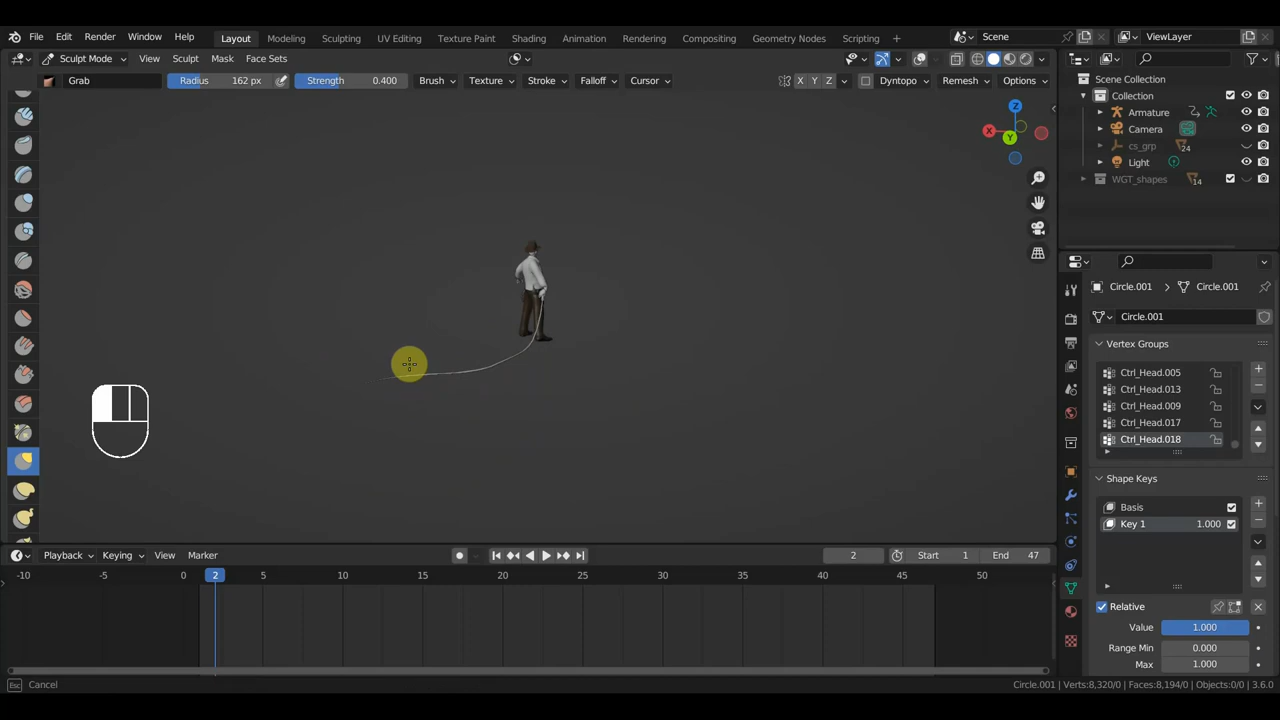 File Edit Render Window Help Layout Modeling Sculpting UV Editing Texture Paint Shading Animation Rendering Compositing Geometry Nodes Scripting + Scene ViewLayer
Sculpt Mode View Sculpt Mask Face Sets
Grab Radius 162 px Strength 0.400 Brush Texture Stroke Falloff Cursor X Y Z Dyntopo Remesh Options
Scene Collection
Collection
Armature
Camera
cs_grp 24
Light
WGT_shapes 14
Z
X
Y
Circle.001 > Circle.001
Circle.001
Vertex Groups
Ctrl_Head.005
Ctrl_Head.013
Ctrl_Head.009
Ctrl_Head.017
Ctrl_Head.018
Shape Keys
Basis
Key 1 1.000
Relative
Value 1.000
Range Min 0.000
Max 1.000
Playback Keying View Marker 2 Start 1 End 47
-10 -5 0 2 5 10 15 20 25 30 35 40 45 50
Esc Cancel Circle.001 | Verts:8,320/0 | Faces:8,194/0 | Objects:0/0 | 3.6.0